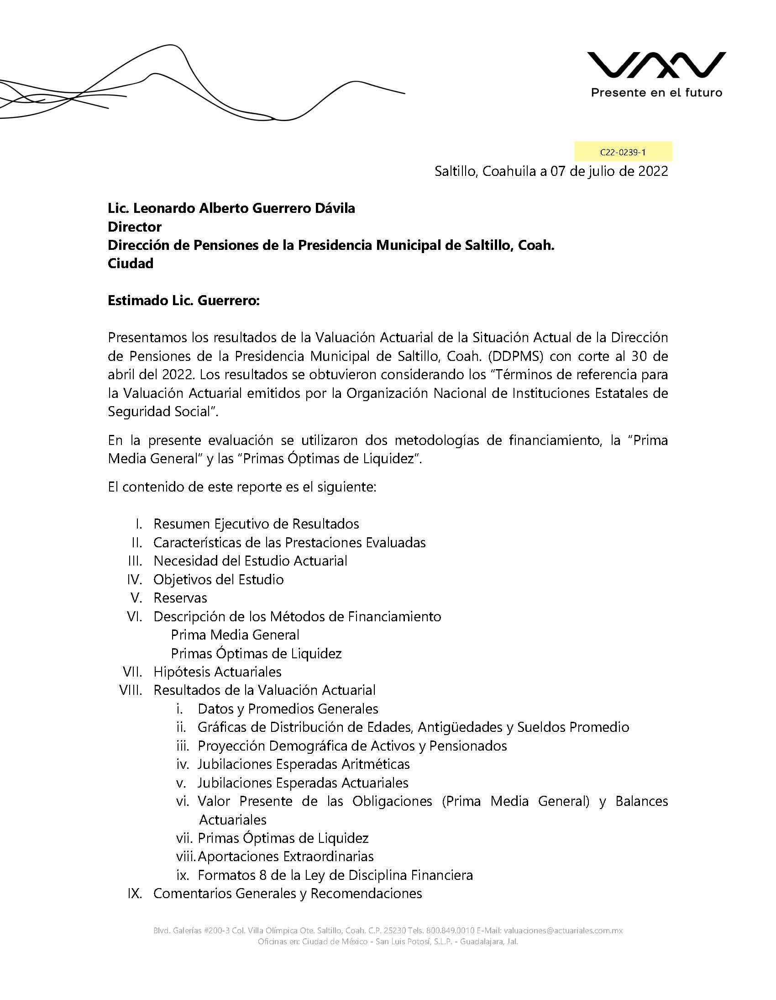 VAN
Presente en el futuro
C22-0239-1
Saltillo, Coahuila a 07 de julio de 2022
Lic. Leonardo Alberto Guerrero Dávila
Director
Dirección de Pensiones de la Presidencia Municipal de Saltillo, Coah.
Ciudad
Estimado Lic. Guerrero:
Presentamos los resultados de la Valuación Actuarial de la Situación Actual de la Dirección
de Pensiones de la Presidencia Municipal de Saltillo, Coah. (DDPMS) con corte al 30 de
abril del 2022. Los resultados se obtuvieron considerando los “Términos de referencia para
la Valuación Actuarial emitidos por la Organización Nacional de Instituciones Estatales de
Seguridad Social”.
En la presente evaluación se utilizaron dos metodologías de financiamiento, la “Prima
Media General” y las “Primas Óptimas de Liquidez”.
El contenido de este reporte es el siguiente:
I. Resumen Ejecutivo de Resultados
II. Características de las Prestaciones Evaluadas
III. Necesidad del Estudio Actuarial
IV. Objetivos del Estudio
V. Reservas
VI. Descripción de los Métodos de Financiamiento
Prima Media General
Primas Óptimas de Liquidez
VII. Hipótesis Actuariales
VIII. Resultados de la Valuación Actuarial
i. Datos y Promedios Generales
ii. Gráficas de Distribución de Edades, Antigüedades y Sueldos Promedio
iii. Proyección Demográfica de Activos y Pensionados
iv. Jubilaciones Esperadas Aritméticas
v. Jubilaciones Esperadas Actuariales
vi. Valor Presente de las Obligaciones (Prima Media General) y Balances
Actuariales
vii. Primas Óptimas de Liquidez
viii. Aportaciones Extraordinarias
ix. Formatos 8 de la Ley de Disciplina Financiera
IX. Comentarios Generales y Recomendaciones
Blvd. Galerías #200-3 Col. Villa Olímpica Ote. Saltillo, Coah. C.P. 25230 Tels. 800.849.0010 E-Mail: valuaciones@actuariales.com.mx
Oficinas en: Ciudad de México - San Luis Potosí, S.L.P. - Guadalajara, Jal.